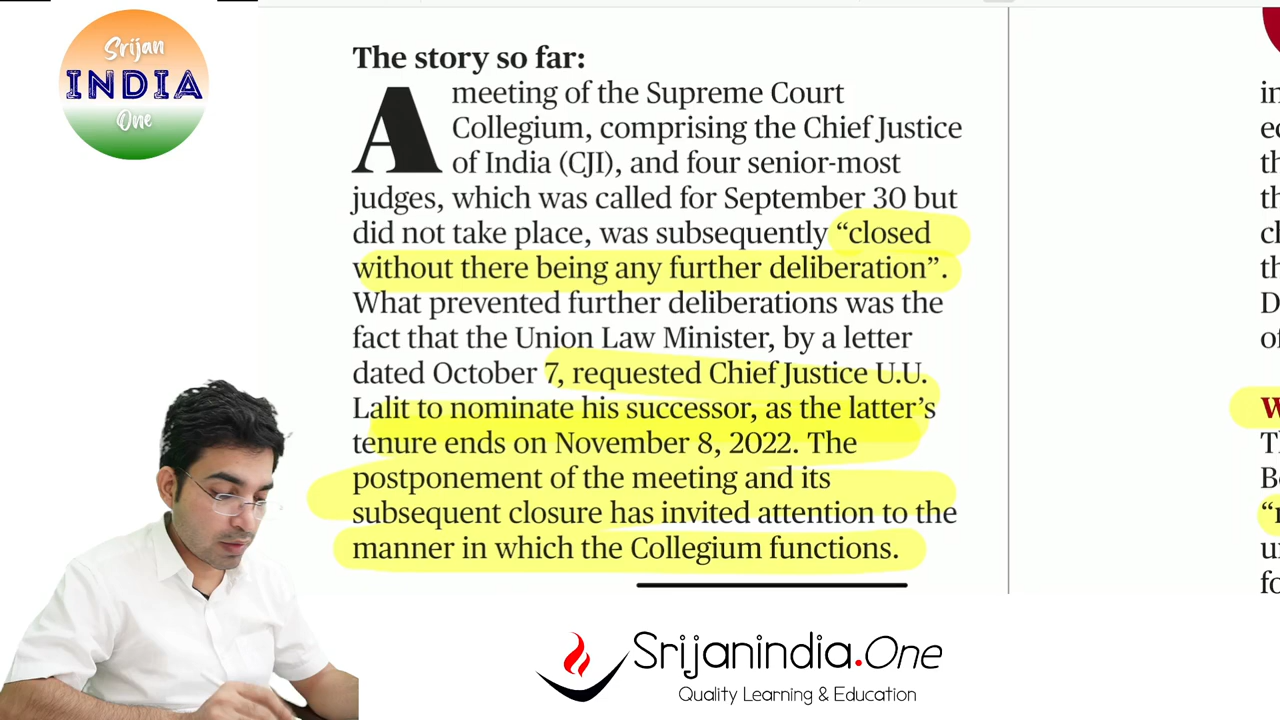 Srijan
INDIA
One
The story so far:
A meeting of the Supreme Court
Collegium, comprising the Chief Justice
of India (CJI), and four senior-most
judges, which was called for September 30 but
did not take place, was subsequently “closed
without there being any further deliberation”.
What prevented further deliberations was the
fact that the Union Law Minister, by a letter
dated October 7, requested Chief Justice U.U.
Lalit to nominate his successor, as the latter’s
tenure ends on November 8, 2022. The
postponement of the meeting and its
subsequent closure has invited attention to the
manner in which the Collegium functions.
Srijanindia.One
Quality Learning & Education